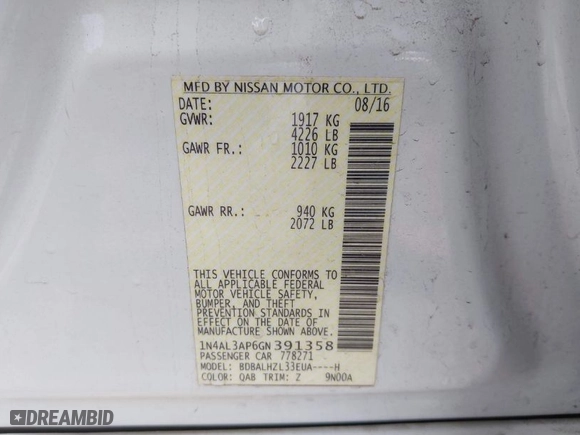 MFD BY NISSAN MOTOR CO., LTD.
DATE: 08/16
GVWR: 1917 KG
4226 LB
GAWR FR.: 1010 KG
2227 LB
GAWR RR.: 940 KG
2072 LB
THIS VEHICLE CONFORMS TO
ALL APPLICABLE FEDERAL
MOTOR VEHICLE SAFETY,
BUMPER, AND THEFT
PREVENTION STANDARDS IN
EFFECT ON THE DATE OF
MANUFACTURE SHOWN ABOVE.
1N4AL3AP6GN391358
PASSENGER CAR 778271
MODEL: BDBALHZL33EUA----H
COLOR: QAB TRIM: Z 9N00A
DREAMBID